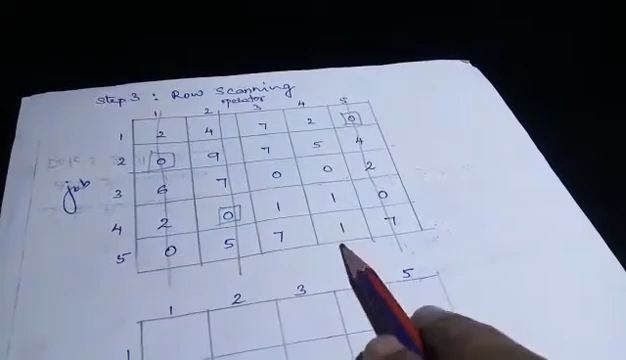 Step 3 : Row Scanning
operator
1 2 3 4 5
1 2 4 7 2 0
2 0 9 7 5 4
job
3 6 7 0 0 2
4 2 0 1 1 0
5 0 5 7 1 7
1 2 3 5
1